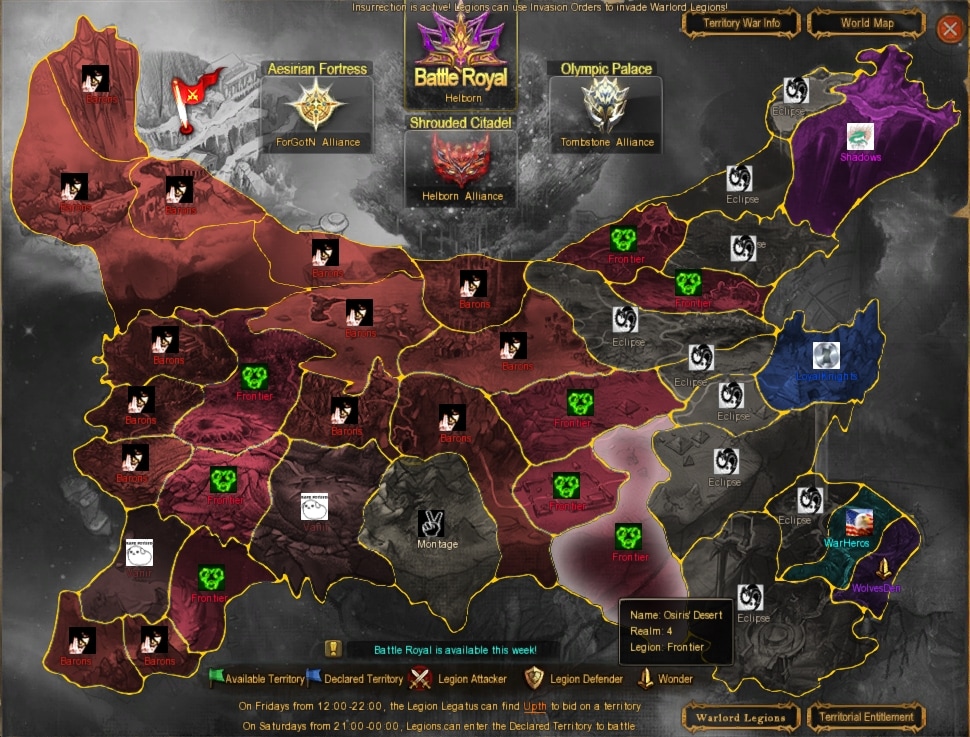 Insurrection is active! Legions can use Invasion Orders to invade Warlord Legions!
Territory War Info
World Map
Battle Royal
Helborn
Aesirian Fortress
ForGotN Alliance
Olympic Palace
Tombstone Alliance
Shrouded Citadel
Helborn Alliance
Barons
Eclipse
Shadows
Barons
Barons
Eclipse
Barons
Frontier
Barons
Frontier
Barons
Barons
Eclipse
Barons
Barons
Eclipse
LoyalKnights
Frontier
Barons
Barons
Barons
Frontier
Eclipse
Barons
Frontier
Eclipse
Frontier
Eclipse
Montage
WarHeros
Frontier
WolvesDen
Frontier
Eclipse
Barons
Barons
Name: Osiris' Desert
Realm: 4
Legion: Frontier
Battle Royal is available this week!
Available Territory
Declared Territory
Legion Attacker
Legion Defender
Wonder
On Fridays from 12:00-22:00, the Legion Legatus can find Upth to bid on a territory
On Saturdays from 21:00-00:00, Legions can enter the Declared Territory to battle
Warlord Legions
Territorial Entitlement